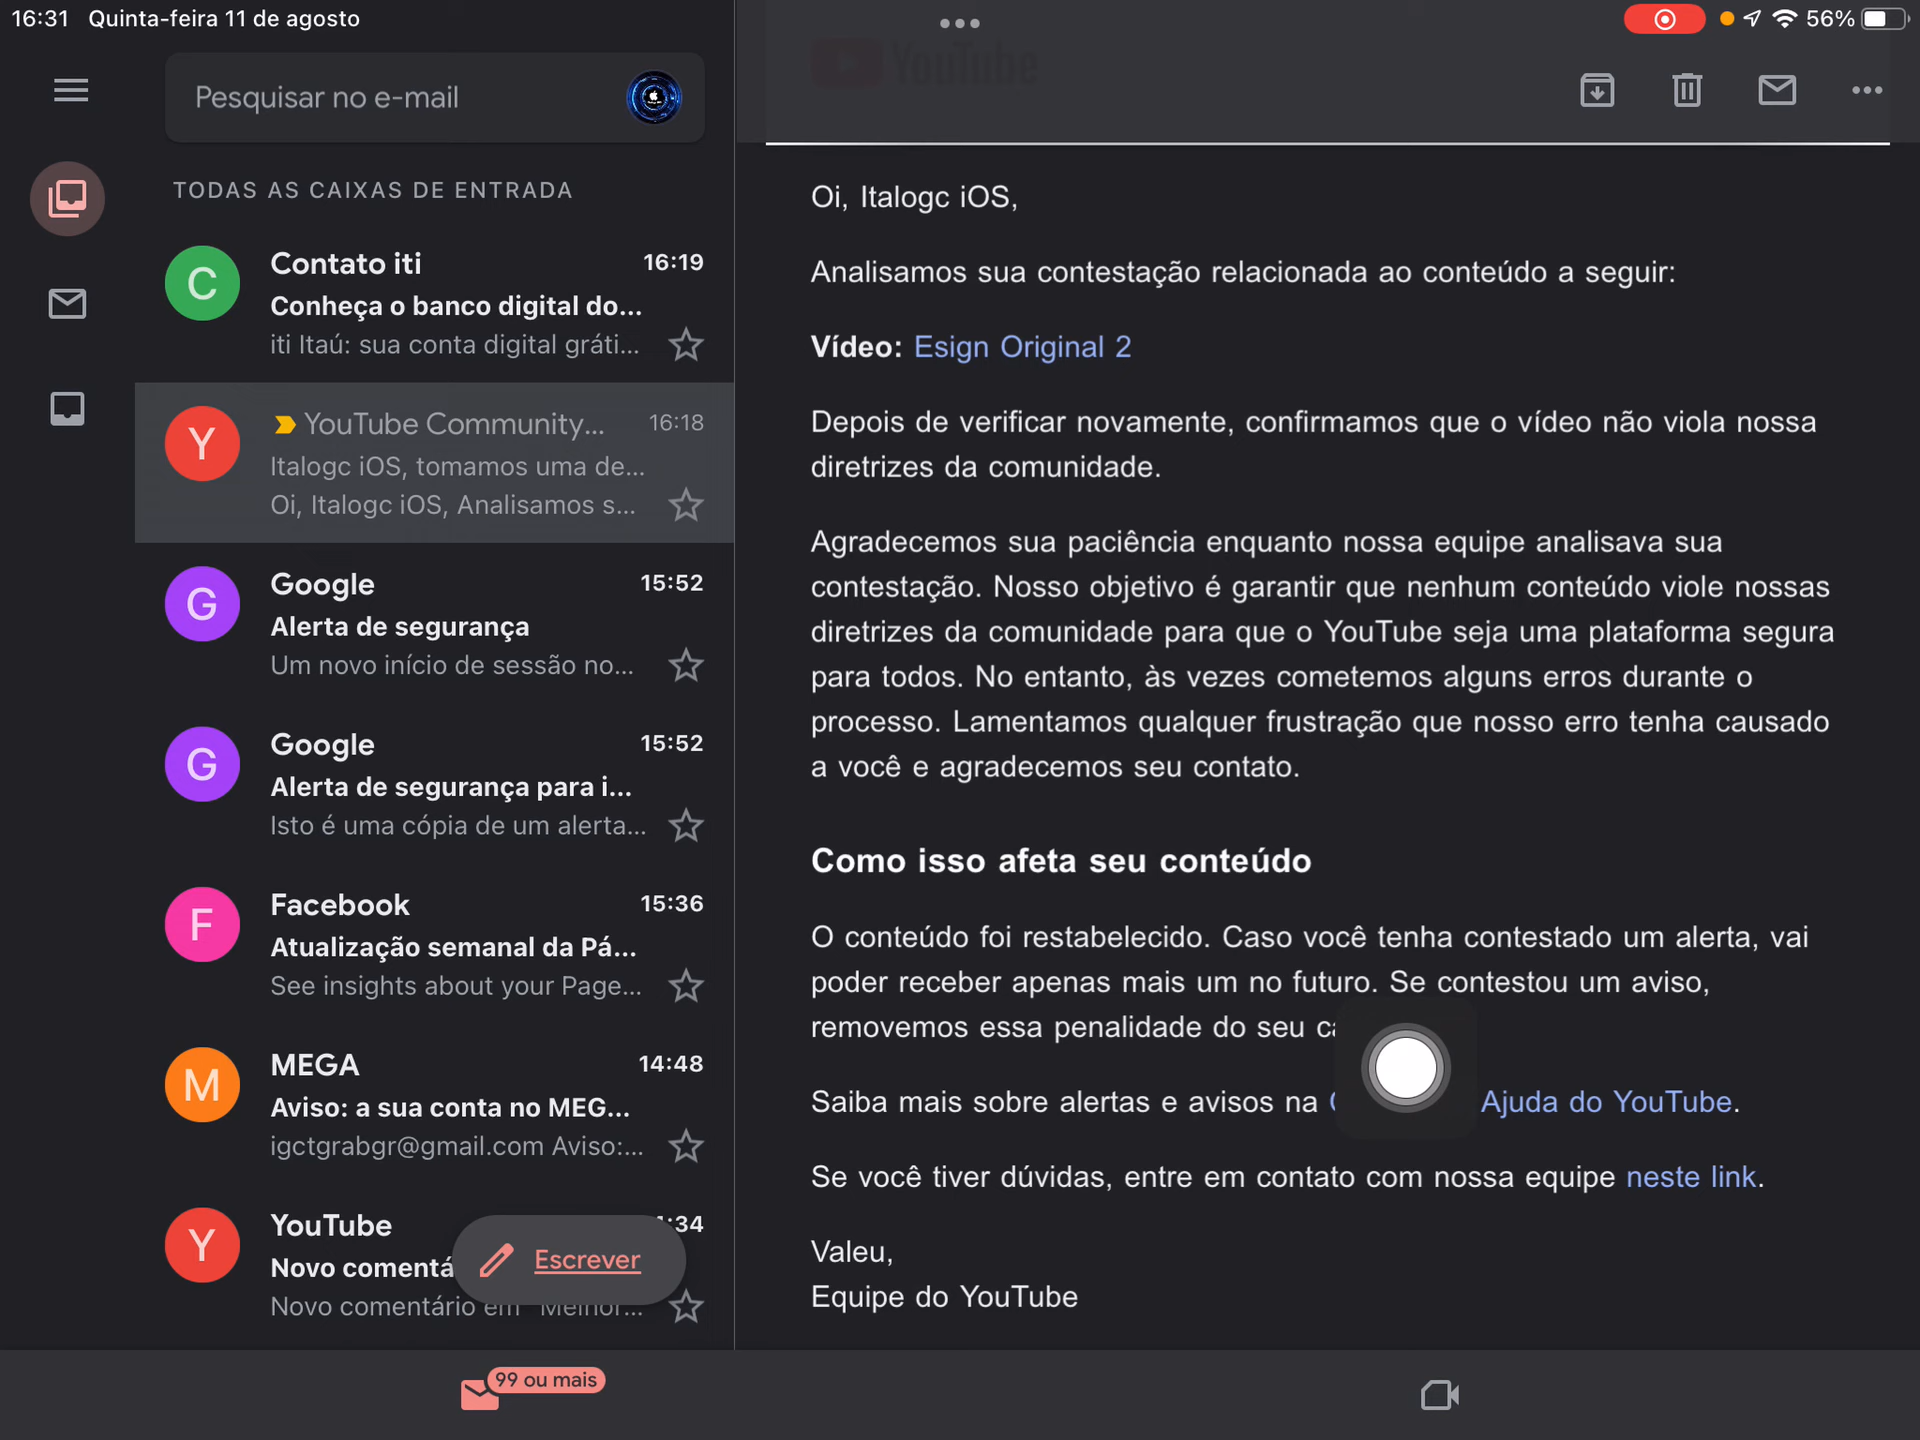 16:31 Quinta-feira 11 de agosto
56%
Pesquisar no e-mail
TODAS AS CAIXAS DE ENTRADA
C
Contato iti 16:19
Conheça o banco digital do...
iti Itaú: sua conta digital gráti...
Y
YouTube Community... 16:18
Italogc iOS, tomamos uma de...
Oi, Italogc iOS, Analisamos s...
G
Google 15:52
Alerta de segurança
Um novo início de sessão no...
G
Google 15:52
Alerta de segurança para i...
Isto é uma cópia de um alerta...
F
Facebook 15:36
Atualização semanal da Pá...
See insights about your Page...
M
MEGA 14:48
Aviso: a sua conta no MEG...
igctgrabgr@gmail.com Aviso:...
Y
YouTube :34
Novo comentá
Novo comentário em "Melhor...
Escrever
99 ou mais
YouTube
Oi, Italogc iOS,
Analisamos sua contestação relacionada ao conteúdo a seguir:
Vídeo: Esign Original 2
Depois de verificar novamente, confirmamos que o vídeo não viola nossa
diretrizes da comunidade.
Agradecemos sua paciência enquanto nossa equipe analisava sua
contestação. Nosso objetivo é garantir que nenhum conteúdo viole nossas
diretrizes da comunidade para que o YouTube seja uma plataforma segura
para todos. No entanto, às vezes cometemos alguns erros durante o
processo. Lamentamos qualquer frustração que nosso erro tenha causado
a você e agradecemos seu contato.
Como isso afeta seu conteúdo
O conteúdo foi restabelecido. Caso você tenha contestado um alerta, vai
poder receber apenas mais um no futuro. Se contestou um aviso,
removemos essa penalidade do seu ca
Saiba mais sobre alertas e avisos na Ajuda do YouTube.
Se você tiver dúvidas, entre em contato com nossa equipe neste link.
Valeu,
Equipe do YouTube